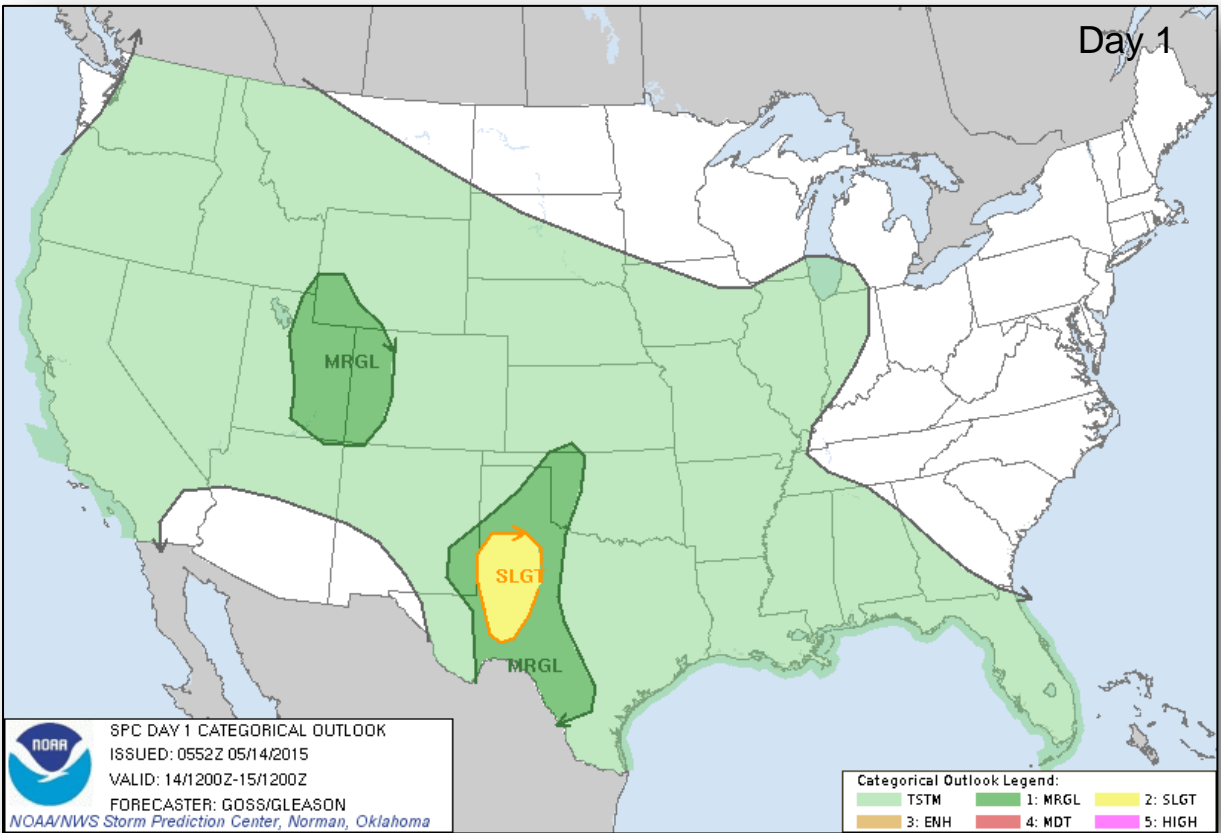 Day 1
MRGL
SLGT
MRGL
NOAA
SPC DAY 1 CATEGORICAL OUTLOOK
ISSUED: 0552Z 05/14/2015
VALID: 14/1200Z-15/1200Z
FORECASTER: GOSS/GLEASON
NOAA/NWS Storm Prediction Center, Norman, Oklahoma
Categorical Outlook Legend:
TSTM 1: MRGL 2: SLGT
3: ENH 4: MDT 5: HIGH